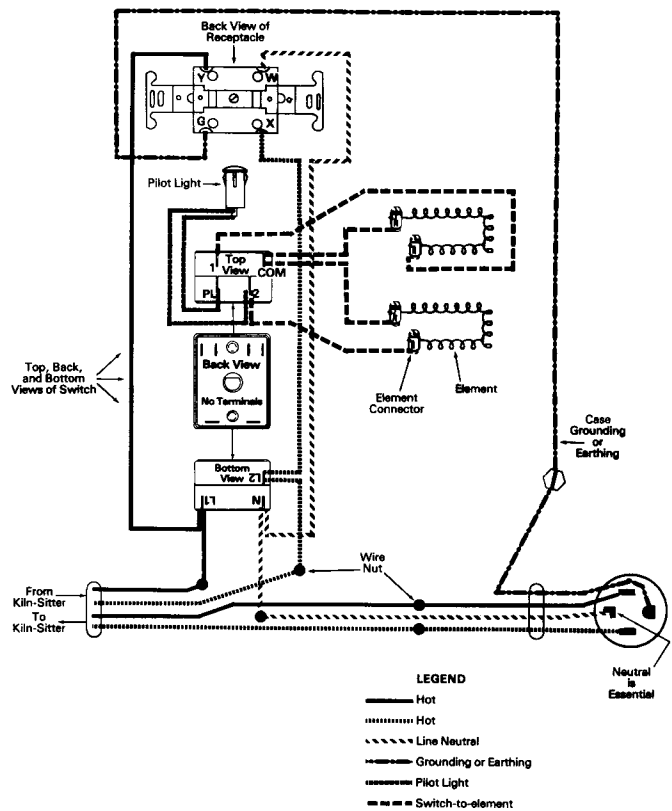 Back View of
Receptacle
Y
W
G
X
Pilot Light
1
Top
View
COM
PL
2
Back View
No Terminals
Top, Back,
and Bottom
Views of Switch
Element
Connector
Element
Case
Grounding
or
Earthing
Bottom
View
L2
L1
N
Wire
Nut
From
Kiln-Sitter
To
Kiln-Sitter
Neutral
is
Essential
LEGEND
Hot
Hot
Line Neutral
Grounding or Earthing
Pilot Light
Switch-to-element